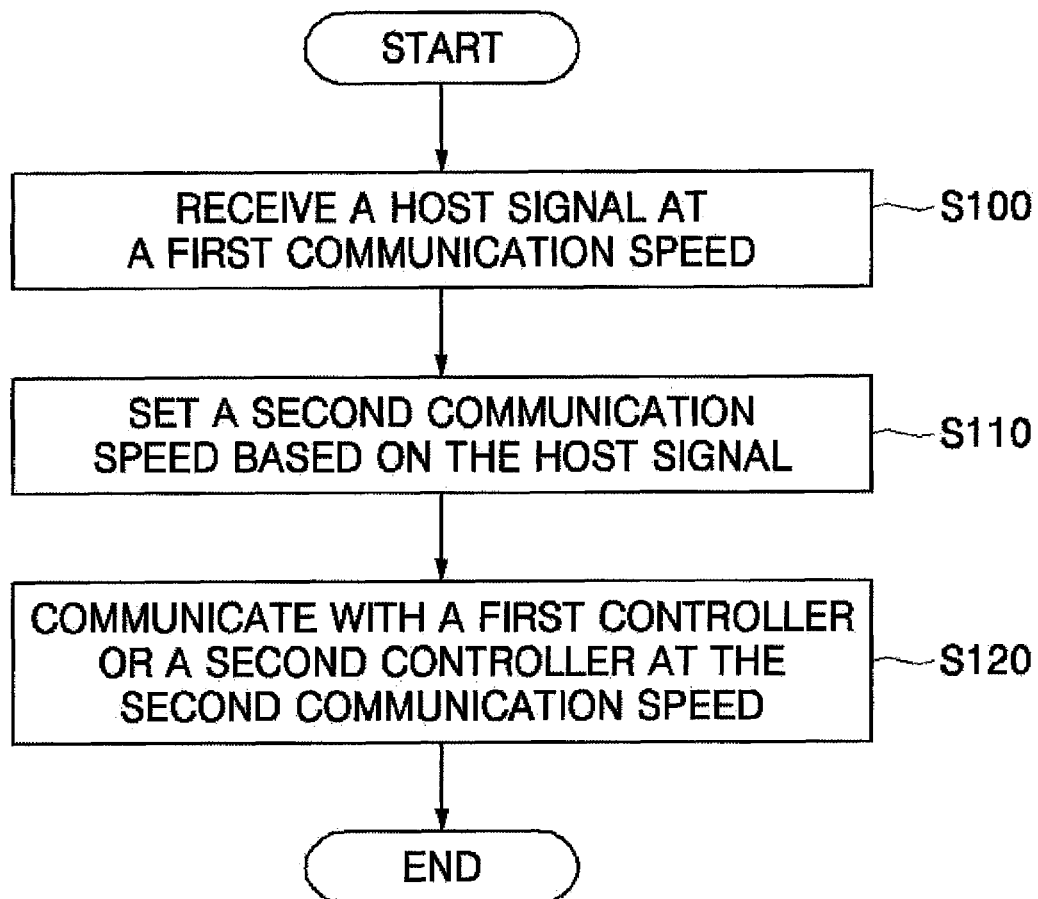 START
RECEIVE A HOST SIGNAL AT
A FIRST COMMUNICATION SPEED
S100
SET A SECOND COMMUNICATION
SPEED BASED ON THE HOST SIGNAL
S110
COMMUNICATE WITH A FIRST CONTROLLER
OR A SECOND CONTROLLER AT THE
SECOND COMMUNICATION SPEED
S120
END